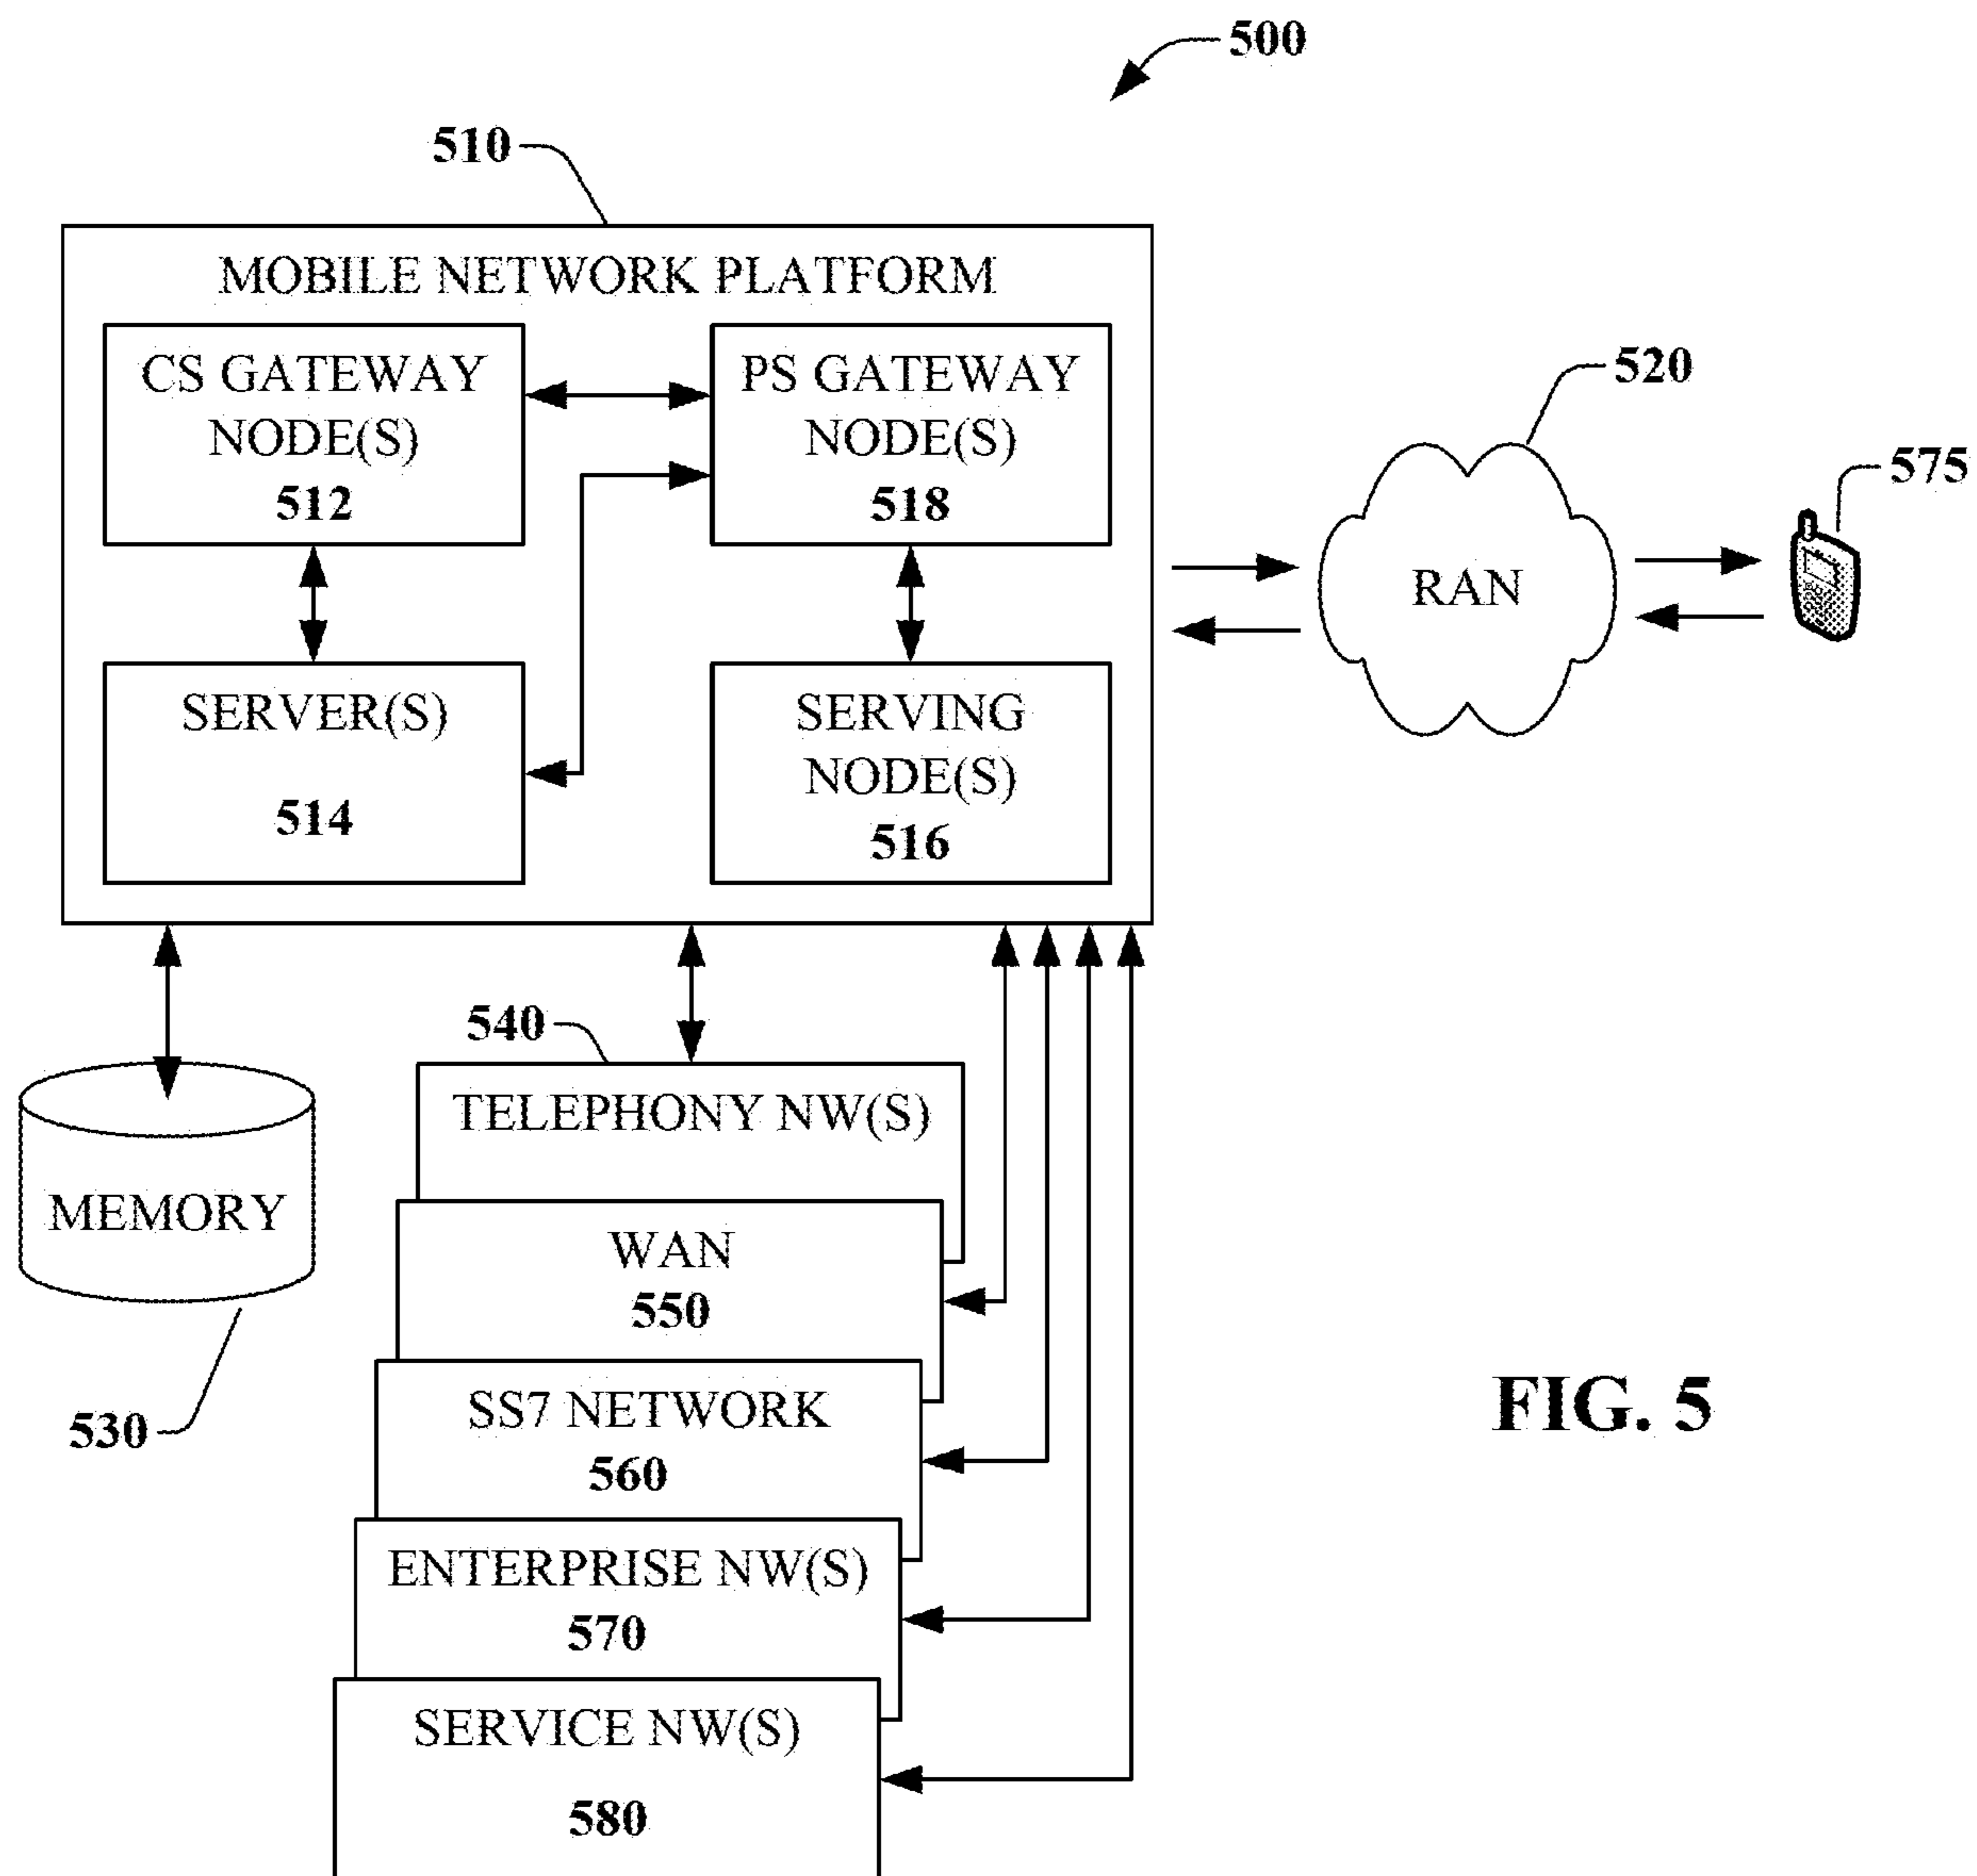 500
510
MOBILE NETWORK PLATFORM
CS GATEWAY
NODE(S)
512
PS GATEWAY
NODE(S)
518
SERVER(S)
514
SERVING
NODE(S)
516
520
RAN
575
540
TELEPHONY NW(S)
MEMORY
530
WAN
550
SS7 NETWORK
560
ENTERPRISE NW(S)
570
SERVICE NW(S)
580
FIG. 5